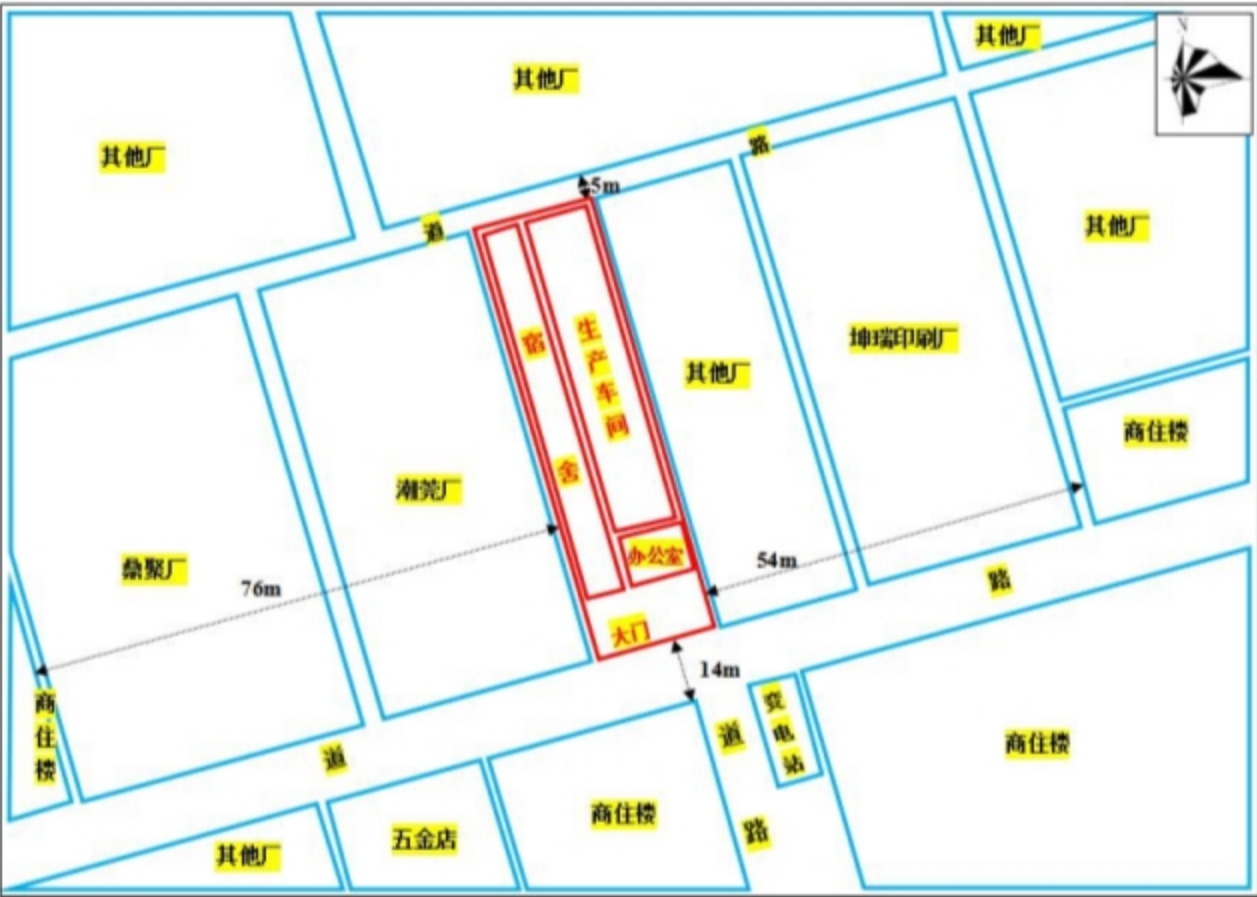 其他厂
其他厂
其他厂
N
其他厂
道
路
5m
其他厂
宿
舍
生
产
车
间
其他厂
坤瑞印刷厂
商住楼
潮莞厂
鼎聚厂
76m
办公室
54m
大门
14m
路
商
住
楼
道
道
路
变
电
站
商住楼
商住楼
五金店
其他厂